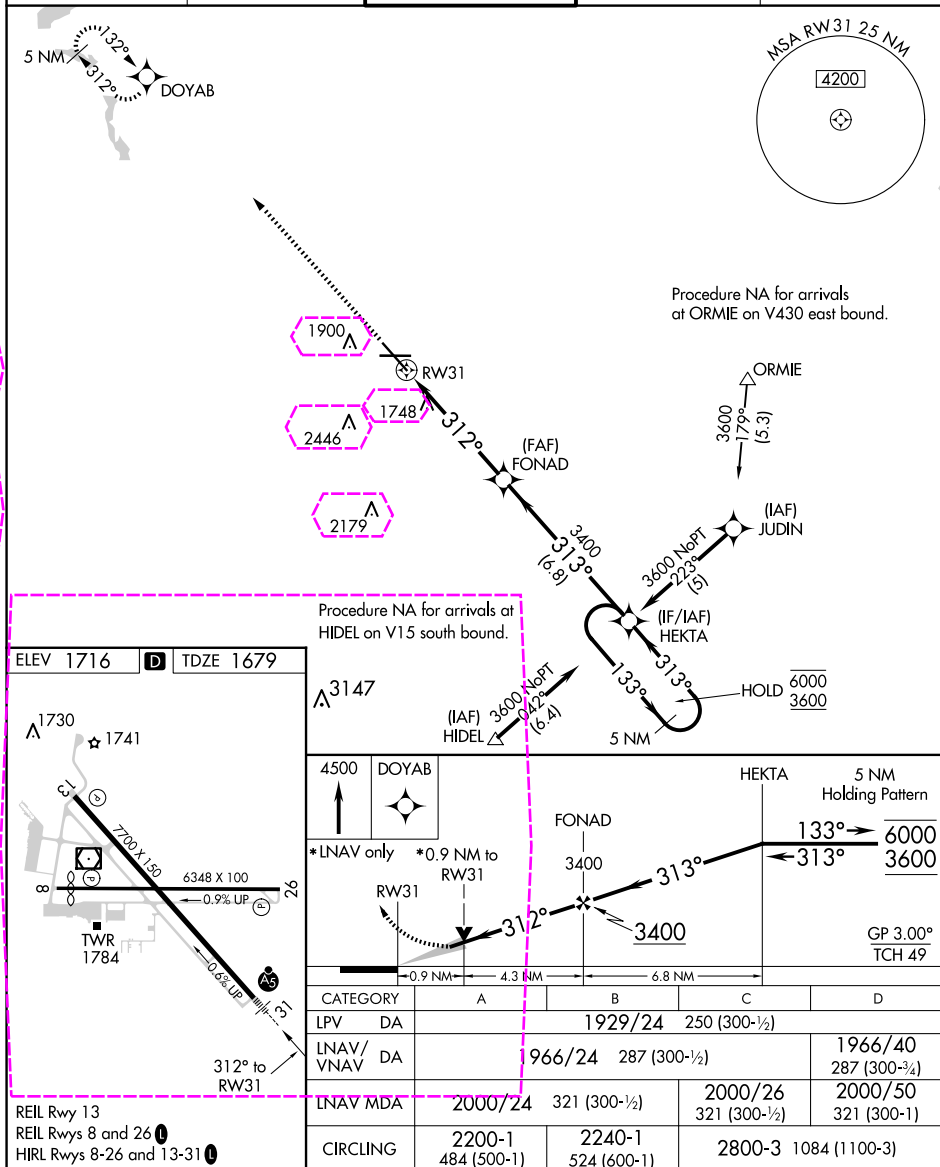 132°
312°
5 NM
DOYAB
MSA RW31 25 NM
4200
Procedure NA for arrivals
at ORMIE on V430 east bound.
1900
RW31
1748
2446
2179
312°
(FAF)
FONAD
ORMIE
3600
179°
(5.3)
(IAF)
JUDIN
3400
313°
(6.8)
3600 NoPT
223°
(5)
(IF/IAF)
HEKTA
313°
133°
HOLD
6000
3600
5 NM
Procedure NA for arrivals at
HIDEL on V15 south bound.
3147
3600 NoPT
042°
(6.4)
(IAF)
HIDEL
ELEV 1716
D
TDZE 1679
1730
1741
13
P
7700 X 150
P
8
6348 X 100
26
0.9% UP
P
TWR
1784
0.6% UP
A5
31
312° to
RW31
REIL Rwy 13
REIL Rwys 8 and 26 L
HIRL Rwys 8-26 and 13-31 L
4500
DOYAB
*LNAV only
*0.9 NM to
RW31
RW31
FONAD
3400
HEKTA
5 NM
Holding Pattern
133°
313°
6000
3600
313°
312°
3400
GP 3.00°
TCH 49
0.9 NM
4.3 NM
6.8 NM
CATEGORY A B C D
LPV DA 1929/24 250 (300-½)
LNAV/
VNAV DA 1966/24 287 (300-½)
1966/40
287 (300-¾)
LNAV MDA 2000/24 321 (300-½)
2000/26
321 (300-½)
2000/50
321 (300-1)
CIRCLING
2200-1
484 (500-1)
2240-1
524 (600-1)
2800-3 1084 (1100-3)